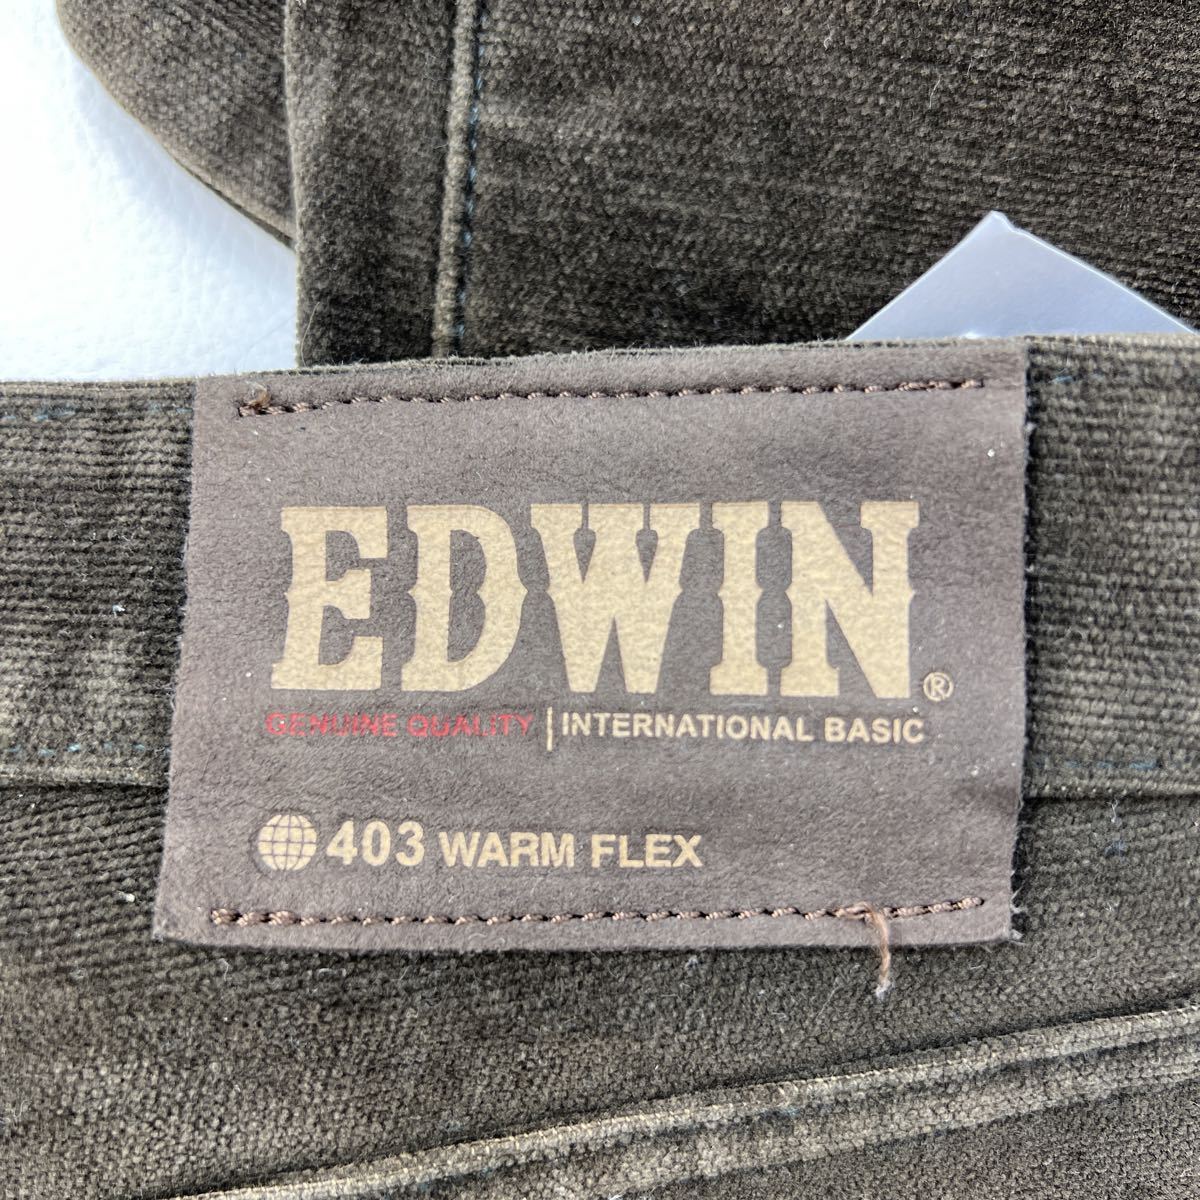 EDWIN®
GENUINE QUALITY | INTERNATIONAL BASIC
403 WARM FLEX